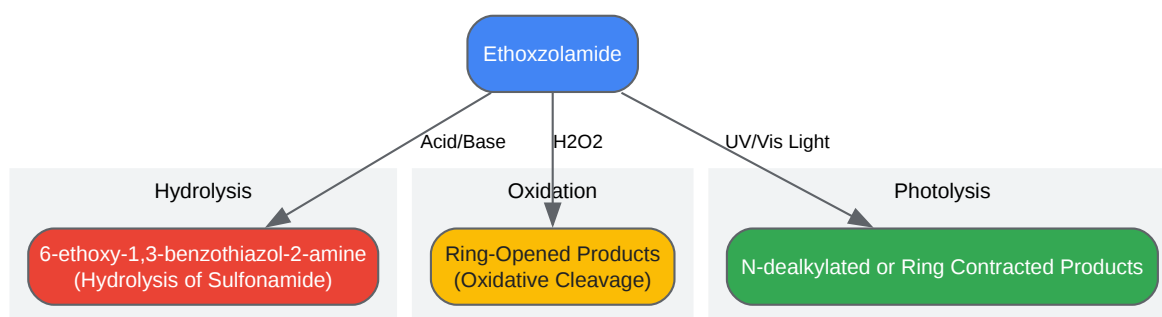 Ethoxzolamide
Acid/Base
H2O2
UV/Vis Light
Hydrolysis
Oxidation
Photolysis
6-ethoxy-1,3-benzothiazol-2-amine
(Hydrolysis of Sulfonamide)
Ring-Opened Products
(Oxidative Cleavage)
N-dealkylated or Ring Contracted Products